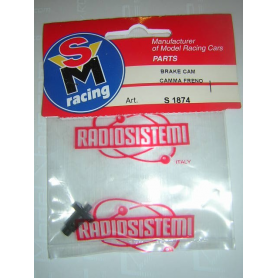 SM
racing
Manufacturer
of Model Racing Cars
PARTS
BRAKE CAM
CAMMA FRENO
Art. S 1874
RADIOSISTEMI
ITALY
RADIOSISTEMI